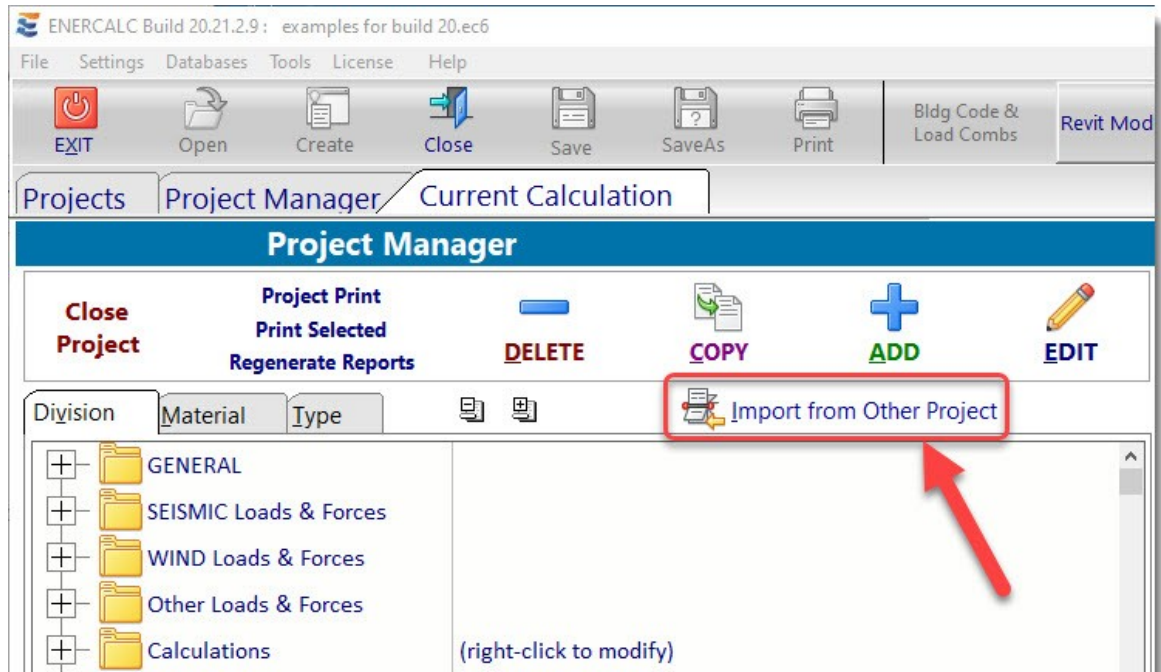 ENERCALC Build 20.21.2.9 : examples for build 20.ec6
File Settings Databases Tools License Help
EXIT Open Create Close Save SaveAs Print
Bldg Code &
Load Combs
Revit Mod
Projects Project Manager Current Calculation
Project Manager
Close
Project
Project Print
Print Selected
Regenerate Reports
DELETE COPY ADD EDIT
Division Material Type
Import from Other Project
GENERAL
SEISMIC Loads & Forces
WIND Loads & Forces
Other Loads & Forces
Calculations (right-click to modify)